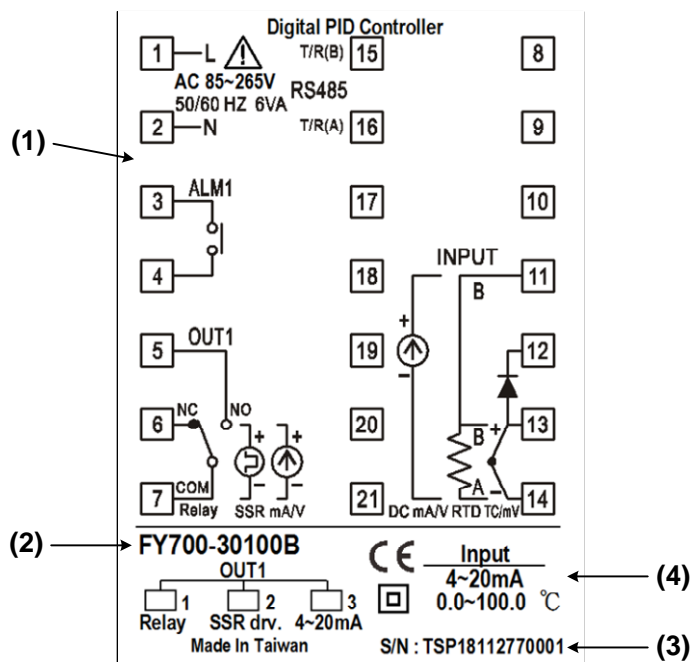 Digital PID Controller
1 L T/R(B) 15 8
AC 85~265V
RS485
50/60 HZ 6VA
2 N T/R(A) 16 9
(1)
3 ALM1 17 10
4 18 INPUT 11
B
+
5 OUT1 19 12
−
6 NC NO 20 13
+ + B +
− −
7 COM 21 A − 14
Relay SSR mA/V DC mA/V RTD TC/mV
(2) FY700-30100B
CE Input
OUT1
4~20mA (4)
1 2 3 0.0~100.0 ℃
Relay SSR drv. 4~20mA
Made In Taiwan S/N : TSP18112770001 (3)